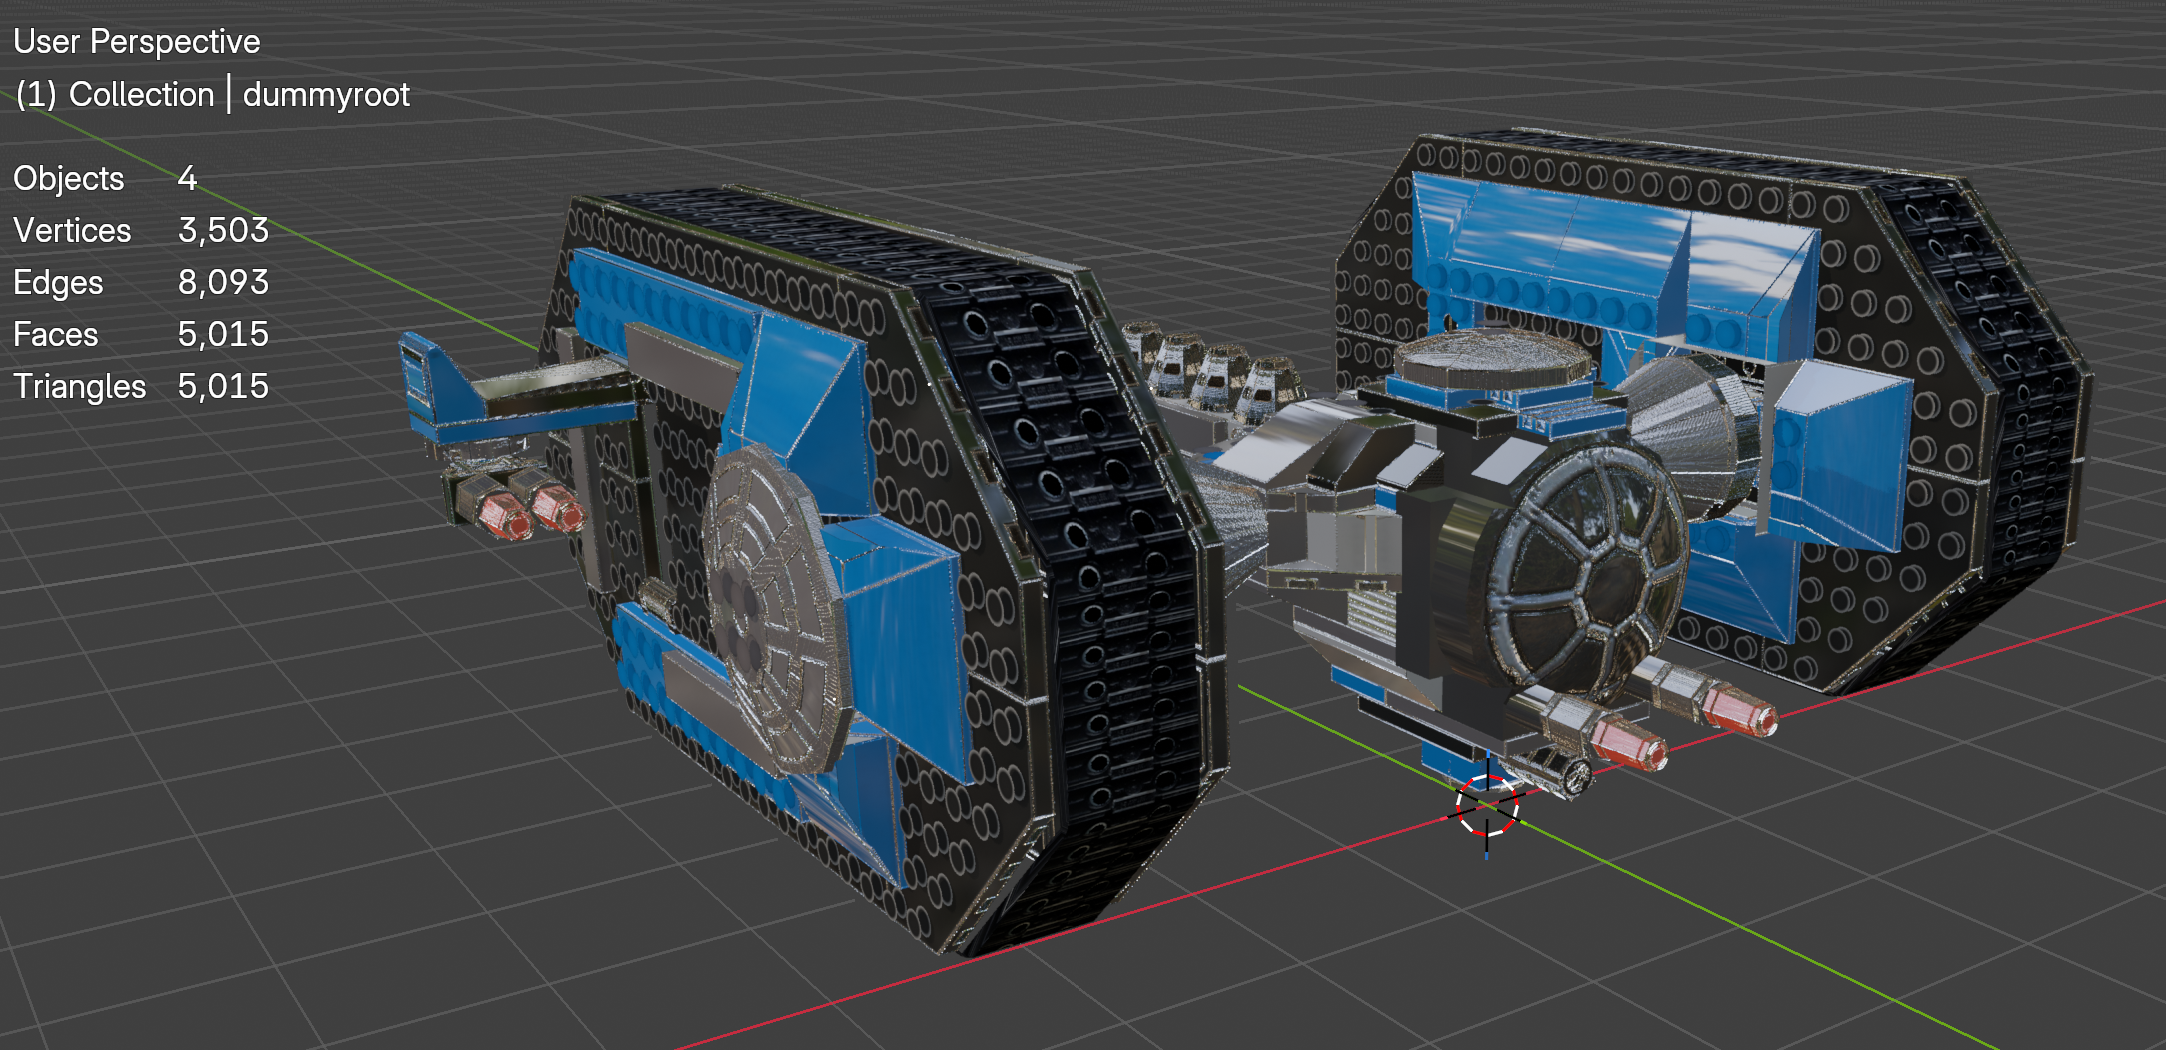 User Perspective
(1) Collection | dummyroot
Objects 4
Vertices 3,503
Edges 8,093
Faces 5,015
Triangles 5,015